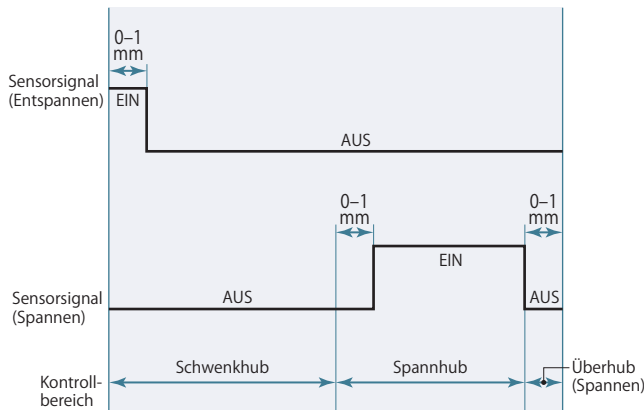 0–1
mm
Sensorsignal
(Entspannen)
EIN
AUS
0–1
mm
0–1
mm
EIN
Sensorsignal
(Spannen)
AUS
AUS
Schwenkhub
Spannhub
Überhub
(Spannen)
Kontroll-
bereich